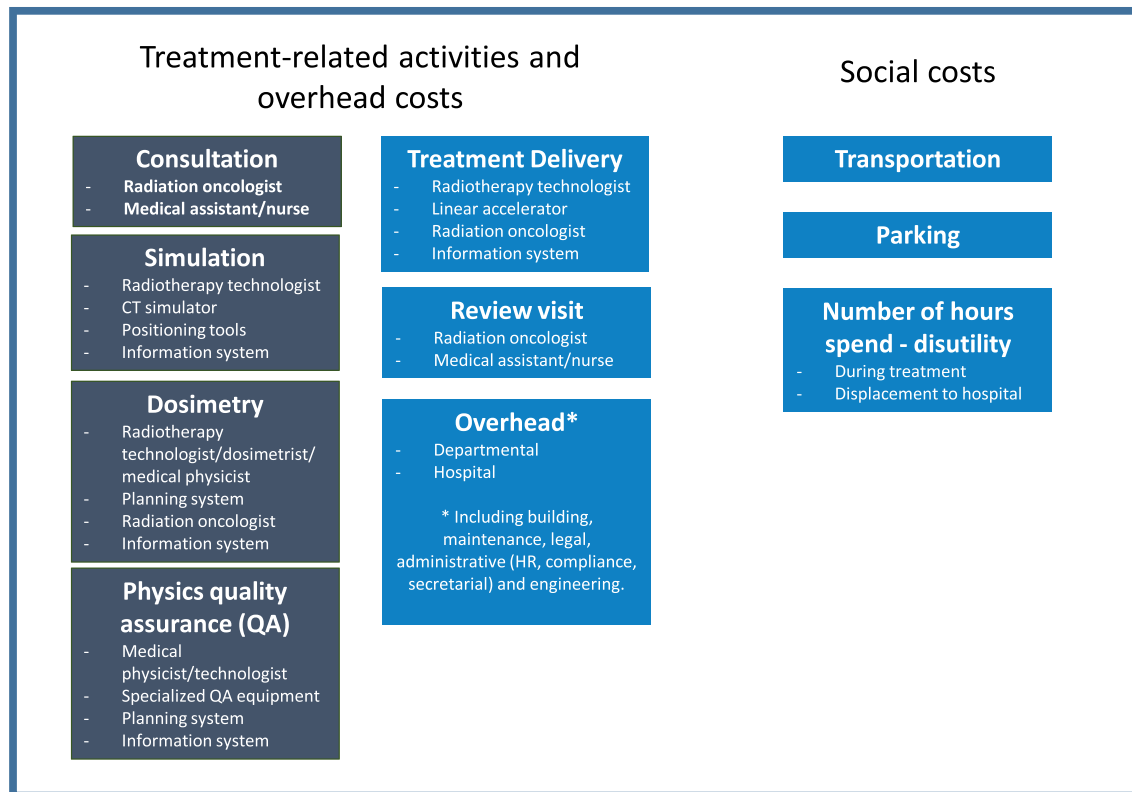 Treatment-related activities and
overhead costs
Consultation
- Radiation oncologist
- Medical assistant/nurse
Simulation
- Radiotherapy technologist
- CT simulator
- Positioning tools
- Information system
Dosimetry
- Radiotherapy
technologist/dosimetrist/
medical physicist
- Planning system
- Radiation oncologist
- Information system
Physics quality
assurance (QA)
- Medical
physicist/technologist
- Specialized QA equipment
- Planning system
- Information system
Treatment Delivery
- Radiotherapy technologist
- Linear accelerator
- Radiation oncologist
- Information system
Review visit
- Radiation oncologist
- Medical assistant/nurse
Overhead*
- Departmental
- Hospital
* Including building,
maintenance, legal,
administrative (HR, compliance,
secretarial) and engineering.
Social costs
Transportation
Parking
Number of hours
spend - disutility
- During treatment
- Displacement to hospital